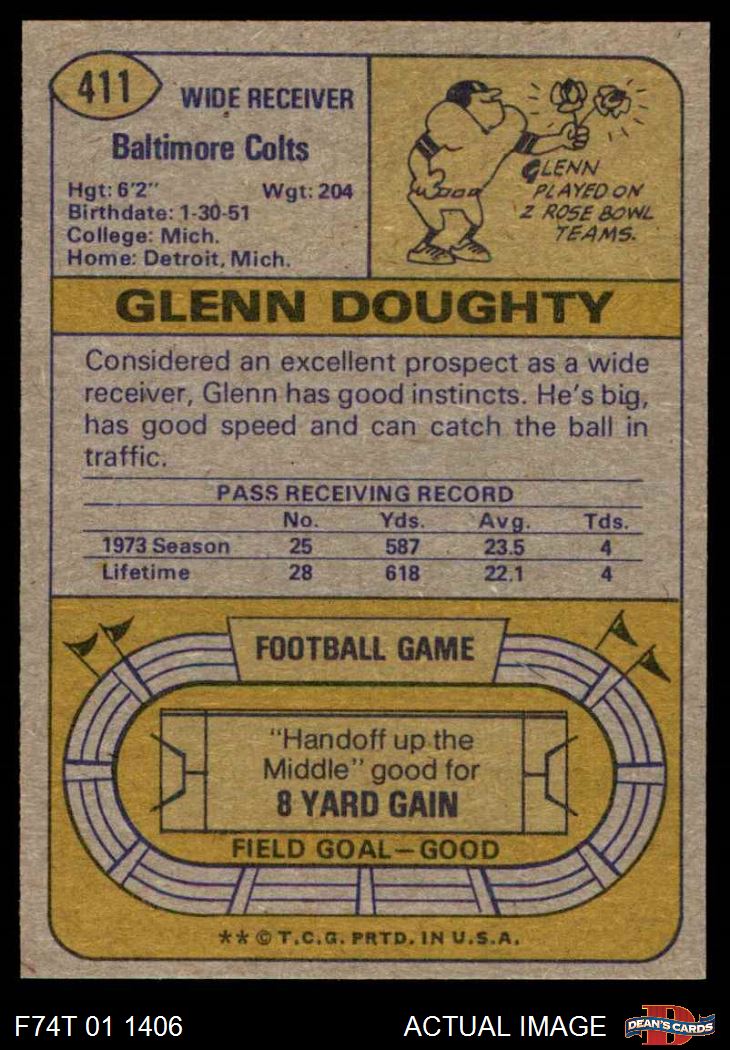 411
WIDE RECEIVER
Baltimore Colts
Hgt: 6'2" Wgt: 204
Birthdate: 1-30-51
College: Mich.
Home: Detroit, Mich.
GLENN
PLAYED ON
2 ROSE BOWL
TEAMS.
GLENN DOUGHTY
Considered an excellent prospect as a wide
receiver, Glenn has good instincts. He's big,
has good speed and can catch the ball in
traffic.
PASS RECEIVING RECORD
No. Yds. Avg. Tds.
1973 Season 25 587 23.5 4
Lifetime 28 618 22.1 4
FOOTBALL GAME
"Handoff up the
Middle" good for
8 YARD GAIN
FIELD GOAL—GOOD
** © T.C.G. PRTD. IN U.S.A.
F74T 01 1406 ACTUAL IMAGE
D
DEAN'S CARDS